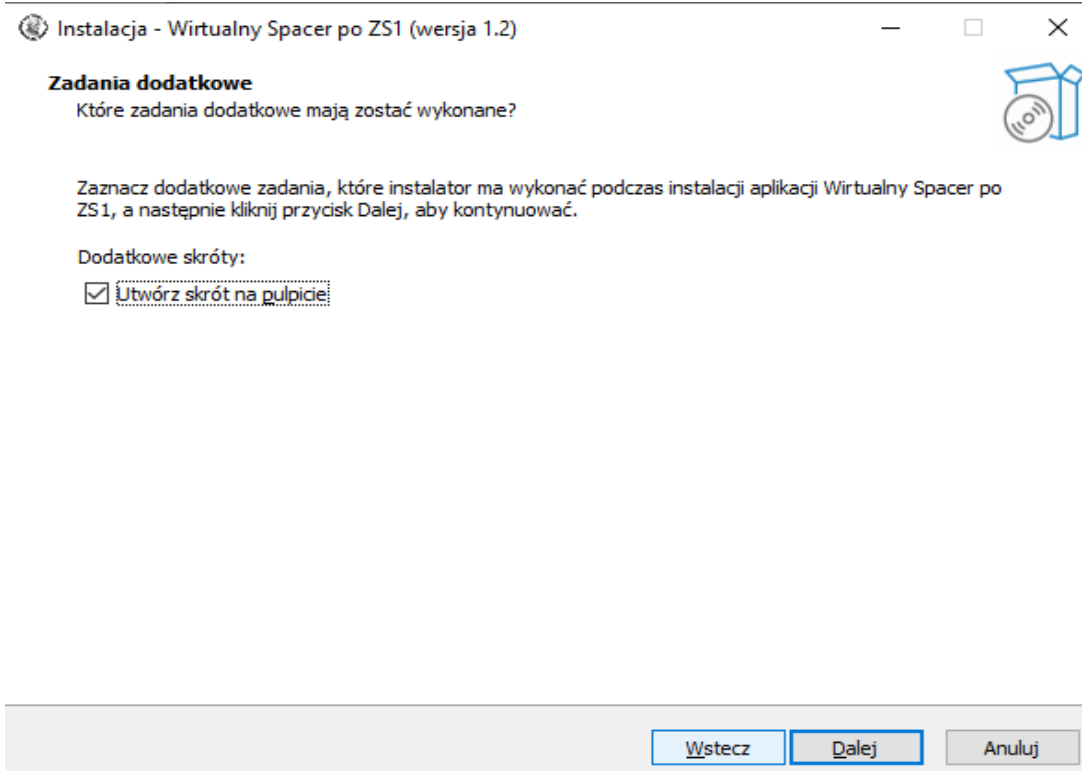 Instalacja - Wirtualny Spacer po ZS1 (wersja 1.2)
Zadania dodatkowe
Które zadania dodatkowe mają zostać wykonane?
Zaznacz dodatkowe zadania, które instalator ma wykonać podczas instalacji aplikacji Wirtualny Spacer po
ZS1, a następnie kliknij przycisk Dalej, aby kontynuować.
Dodatkowe skróty:
Utwórz skrót na pulpicie
Wstecz Dalej Anuluj